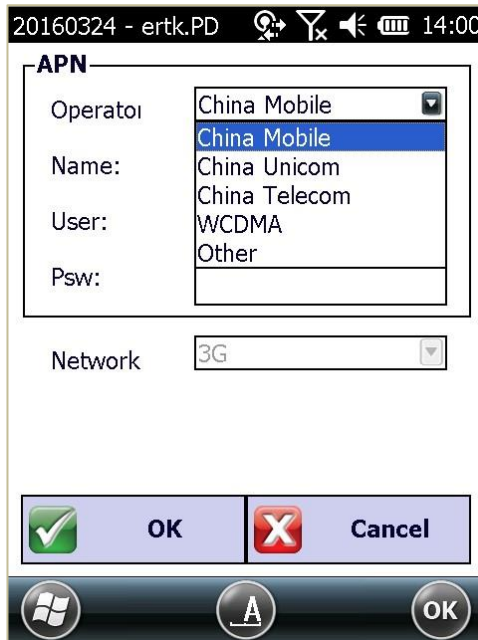 20160324 - ertk.PD 14:00
APN
Operator China Mobile
China Mobile
Name: China Unicom
China Telecom
User: WCDMA
Other
Psw:
Network 3G
OK Cancel
A OK